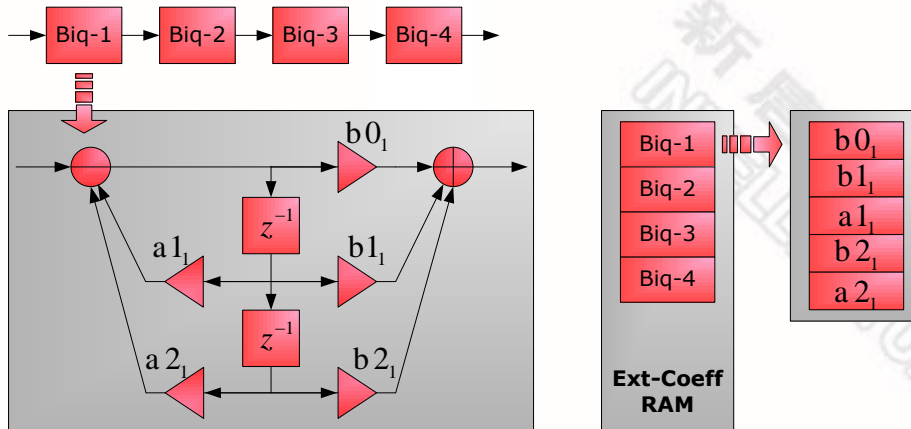 Biq-1
Biq-2
Biq-3
Biq-4
b0₁
z⁻¹
a1₁
b1₁
z⁻¹
a2₁
b2₁
Biq-1
Biq-2
Biq-3
Biq-4
Ext-Coeff
RAM
b0₁
b1₁
a1₁
b2₁
a2₁
新